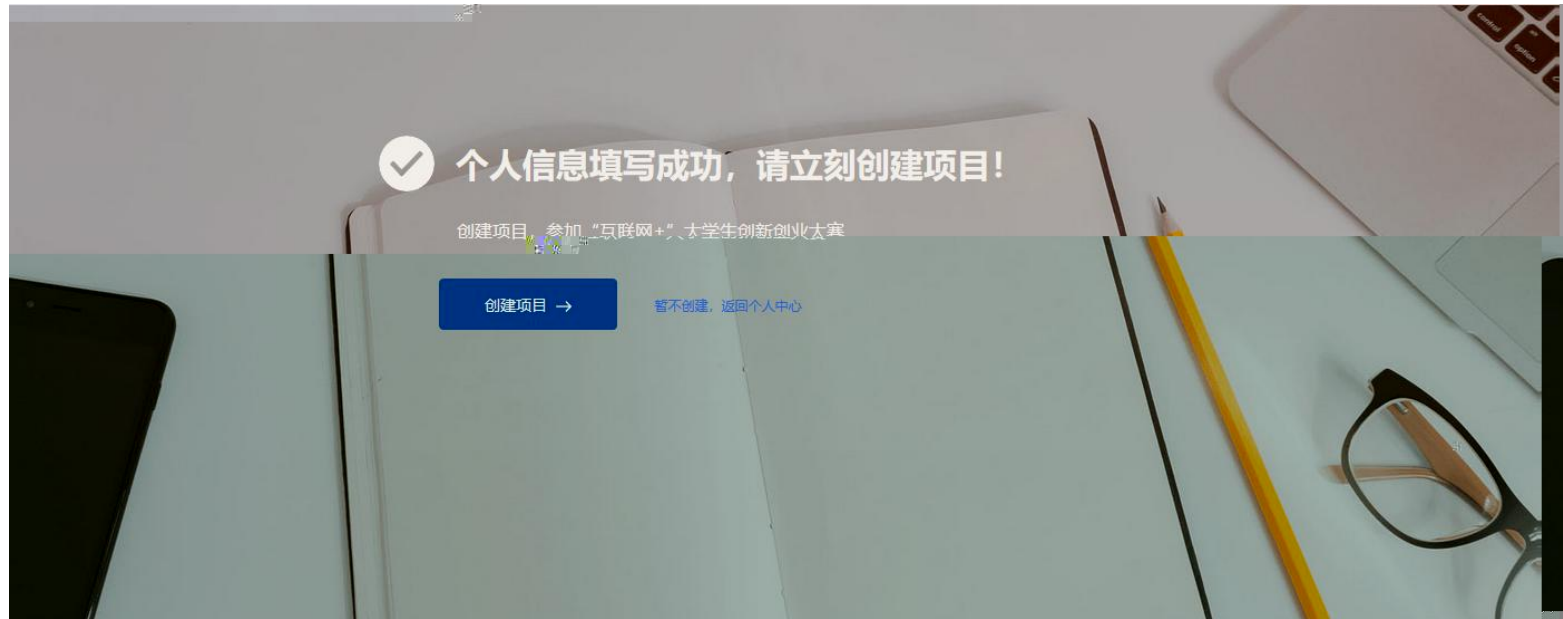 control
option
个人信息填写成功，请立刻创建项目！
创建项目，参加“互联网+”大学生创新创业大赛
创建项目 →
暂不创建，返回个人中心